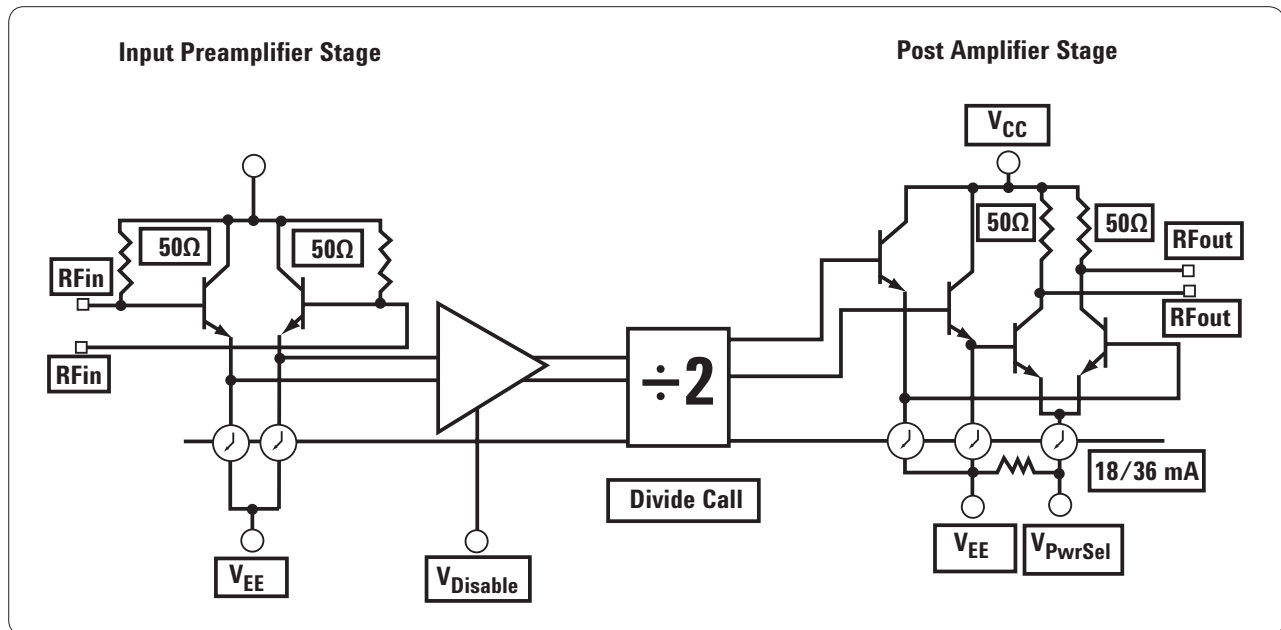 Input Preamplifier Stage
Post Amplifier Stage
VCC
50Ω
50Ω
50Ω
50Ω
RFin
RFin
RFout
RFout
÷2
18/36 mA
Divide Call
VEE
VDisable
VEE
VPwrSel